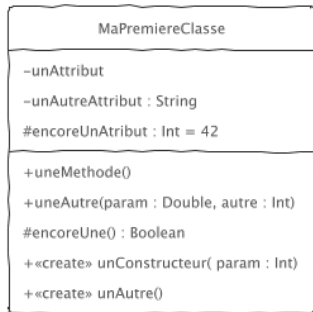 MaPremiereClasse
-unAttribut
-unAutreAttribut : String
#encoreUnAtribut : Int = 42
+uneMethode()
+uneAutre(param : Double, autre : Int)
#encoreUne() : Boolean
+«create» unConstructeur( param : Int)
+«create» unAutre()